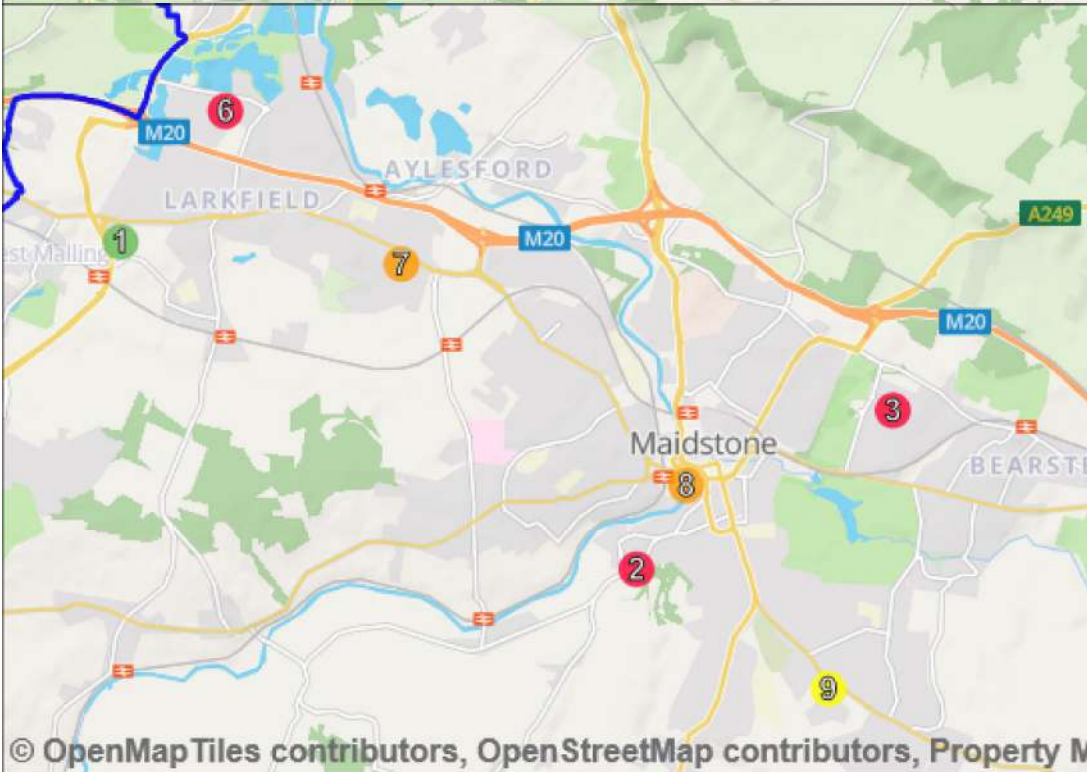 6
M20
AYLESFORD
LARKFIELD
A249
1
est Malling
7
M20
M20
3
Maidstone
BEARSTE
8
2
9
© OpenMapTiles contributors, OpenStreetMap contributors, Property M